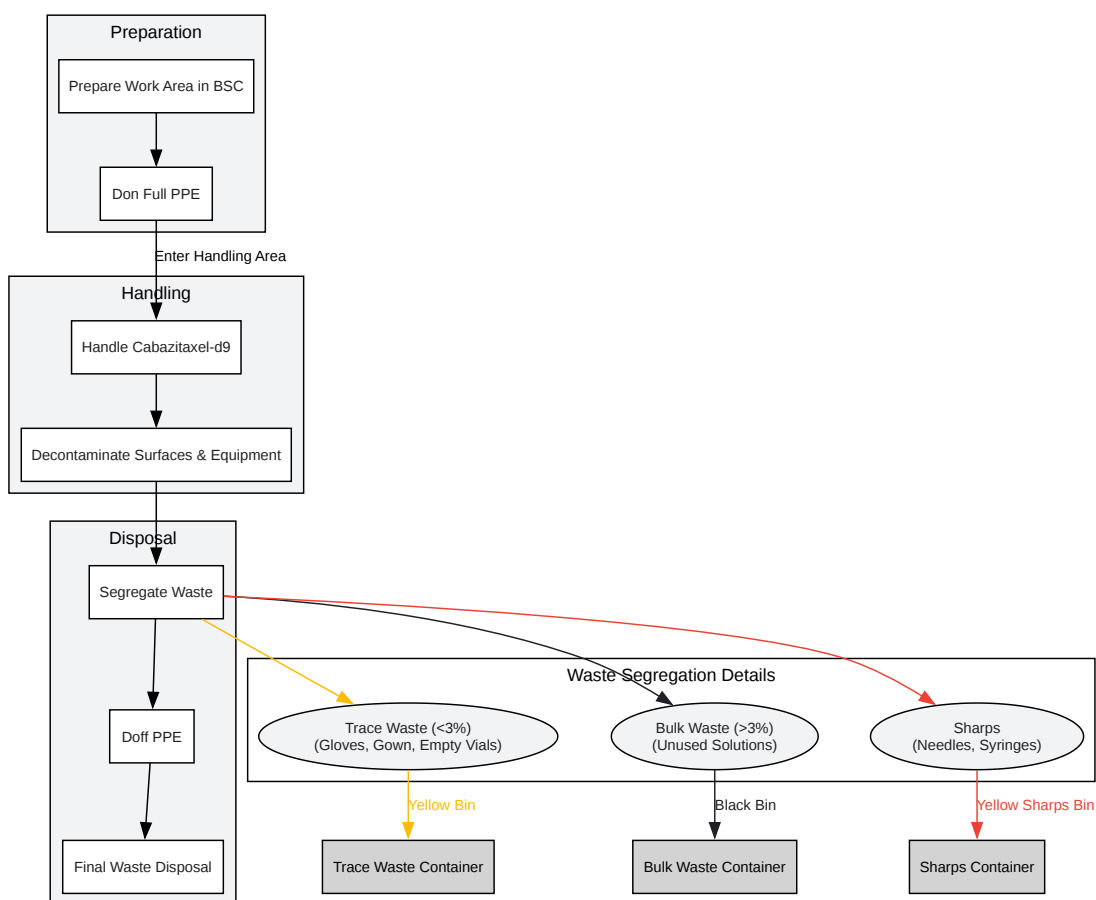 Preparation
Prepare Work Area in BSC
Don Full PPE
Enter Handling Area
Handling
Handle Cabazitaxel-d9
Decontaminate Surfaces & Equipment
Disposal
Segregate Waste
Waste Segregation Details
Trace Waste (<3%)
(Gloves, Gown, Empty Vials)
Bulk Waste (>3%)
(Unused Solutions)
Sharps
(Needles, Syringes)
Doff PPE
Yellow Bin
Black Bin
Yellow Sharps Bin
Final Waste Disposal
Trace Waste Container
Bulk Waste Container
Sharps Container